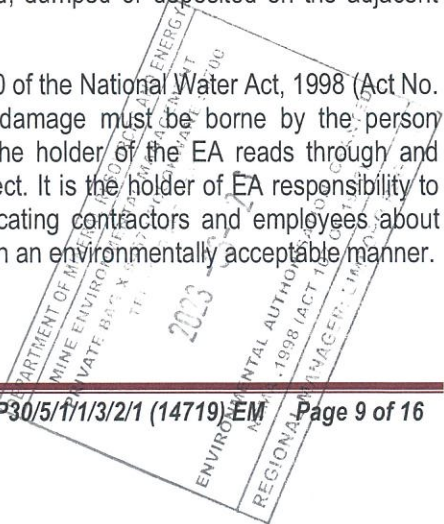 dumped or deposited on the adjacent
of the National Water Act, 1998 (Act No.
damage must be borne by the person
the holder of the EA reads through and
ect. It is the holder of EA responsibility to
cating contractors and employees about
n an environmentally acceptable manner.
P30/5/1/1/3/2/1 (14719) EM Page 9 of 16
DEPARTMENT OF MINERAL RESOURCES AND ENERGY
MINE ENVIRONMENTAL MANAGEMENT
PRIVATE BAG X
2023
ENVIRONMENTAL AUTHORISATION
NEMA, 1998 (ACT 107 OF 1998)
REGIONAL MANAGER: LIMPOPO